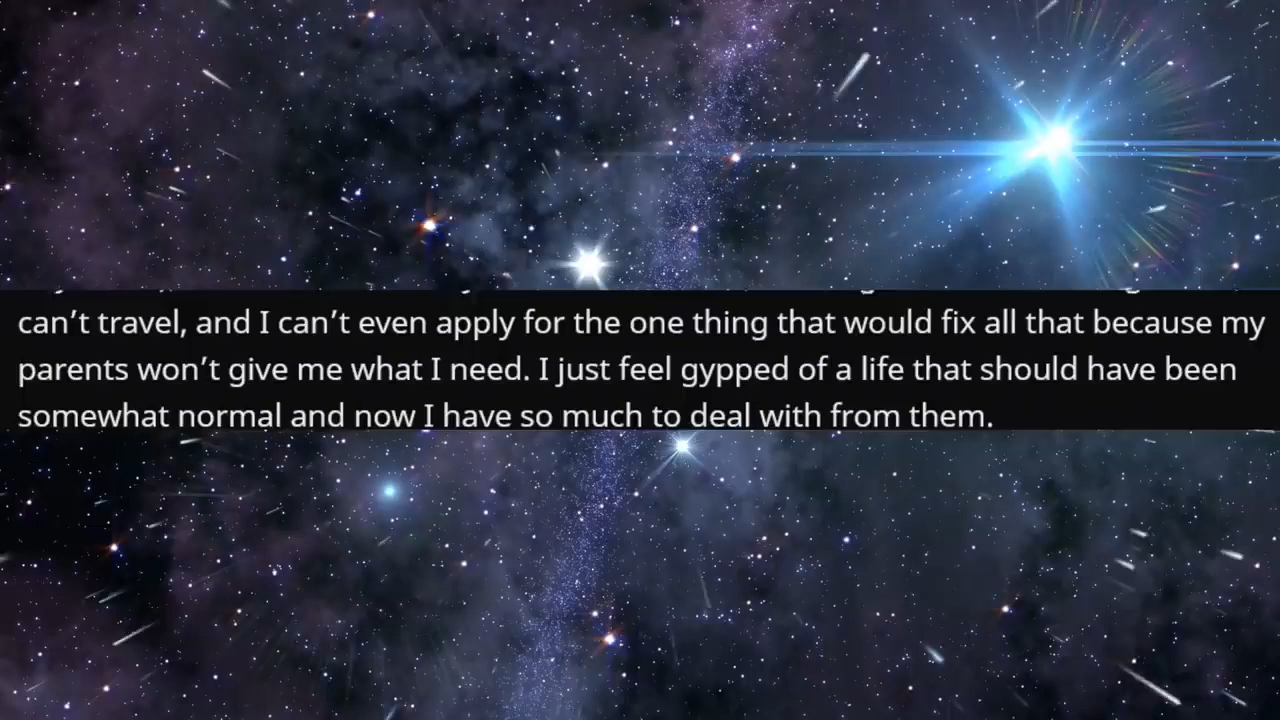 can’t travel, and I can’t even apply for the one thing that would fix all that because my
parents won’t give me what I need. I just feel gypped of a life that should have been
somewhat normal and now I have so much to deal with from them.